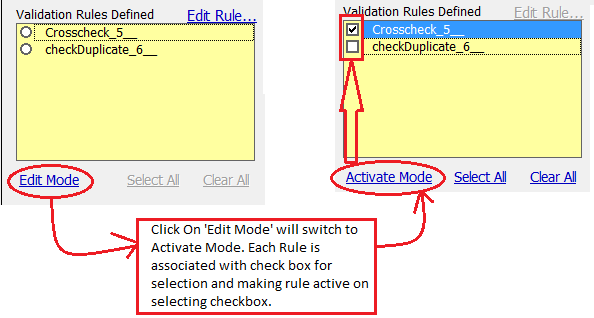 Validation Rules Defined Edit Rule...
Crosscheck_5__
checkDuplicate_6__
Edit Mode Select All Clear All
Validation Rules Defined Edit Rule...
Crosscheck_5__
checkDuplicate_6__
Activate Mode Select All Clear All
Click On 'Edit Mode' will switch to
Activate Mode. Each Rule is
associated with check box for
selection and making rule active on
selecting checkbox.